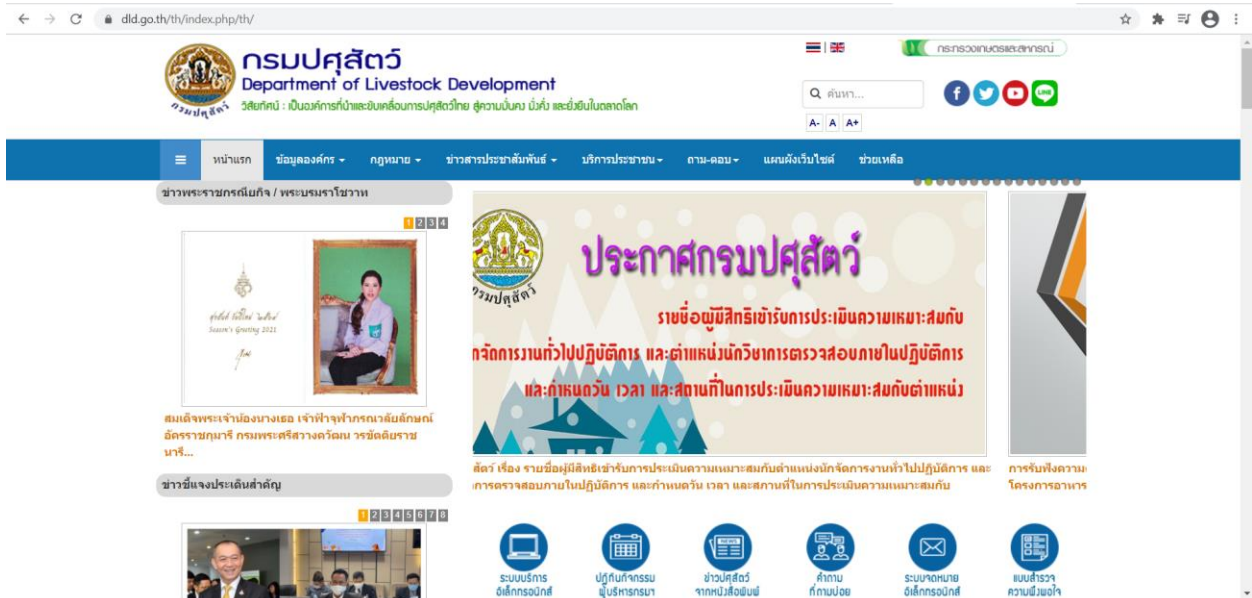 dld.go.th/th/index.php/th/
กรมปศุสัตว์
Department of Livestock Development
วิสัยทัศน์ : เป็นองค์การที่นำและขับเคลื่อนการปศุสัตว์ไทย สู่ความมั่นคง มั่งคั่ง และยั่งยืนในตลาดโลก
กรมปศุสัตว์
กระทรวงเกษตรและสหกรณ์
ค้นหา...
A- A A+
หน้าแรก ข้อมูลองค์กร กฎหมาย ข่าวสารประชาสัมพันธ์ บริการประชาชน ถาม-ตอบ แผนผังเว็บไซต์ ช่วยเหลือ
ข่าวพระราชกรณียกิจ / พระบรมราโชวาท
1 2 3 4
Season's Greeting 2021
สมเด็จพระเจ้าน้องนางเธอ เจ้าฟ้าจุฬาภรณวลัยลักษณ์
อัครราชกุมารี กรมพระศรีสวางควัฒน วรขัตติยราช
นารี...
ข่าวชี้แจงประเด็นสำคัญ
1 2 3 4 5 6 7 8
กรมปศุสัตว์
ประกาศกรมปศุสัตว์
รายชื่อผู้มีสิทธิเข้ารับการประเมินความเหมาะสมกับ
กจัดการงานทั่วไปปฏิบัติการ และตำแหน่งนักวิชาการตรวจสอบภายในปฏิบัติการ
และกำหนดวัน เวลา และสถานที่ในการประเมินความเหมาะสมกับตำแหน่ง
สัตว์ เรื่อง รายชื่อผู้มีสิทธิเข้ารับการประเมินความเหมาะสมกับตำแหน่งนักจัดการงานทั่วไปปฏิบัติการ และ
การตรวจสอบภายในปฏิบัติการ และกำหนดวัน เวลา และสถานที่ในการประเมินความเหมาะสมกับ
การรับฟังความ
โครงการอาหาร
ระบบบริการ
อิเล็กทรอนิกส์
ปฏิทินกิจกรรม
ผู้บริหารกรมฯ
NEWS
ข่าวปศุสัตว์
จากหนังสือพิมพ์
คำถาม
ที่ถามบ่อย
ระบบจดหมาย
อิเล็กทรอนิกส์
แบบสำรวจ
ความพึงพอใจ